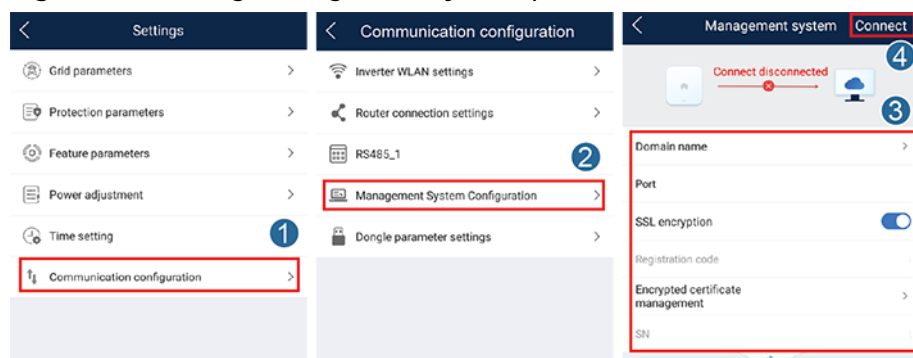 Settings
Grid parameters
Protection parameters
Feature parameters
Power adjustment
Time setting
1
Communication configuration
Communication configuration
Inverter WLAN settings
Router connection settings
RS485_1
2
Management System Configuration
Dongle parameter settings
Management system
Connect
4
Connect disconnected
3
Domain name
Port
SSL encryption
Registration code
Encrypted certificate
management
SN